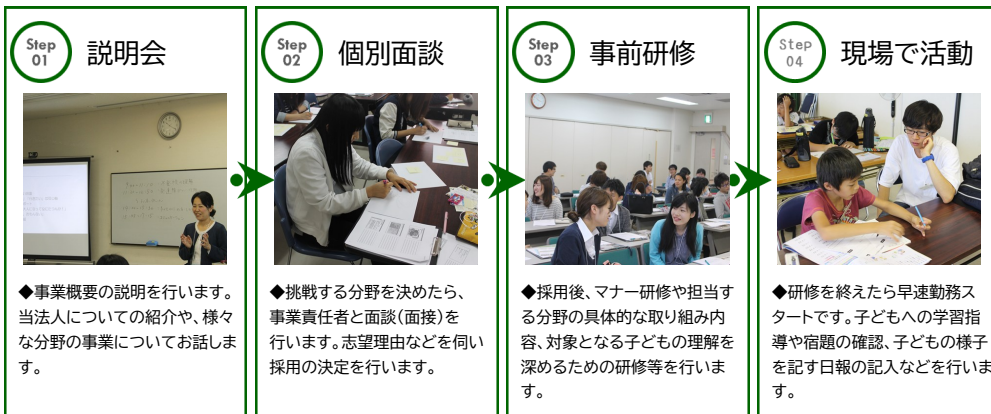 Step
01
説明会
◆事業概要の説明を行います。
当法人についての紹介や、様々
な分野の事業についてお話しま
す。
Step
02
個別面談
◆挑戦する分野を決めたら、
事業責任者と面談(面接)を
行います。志望理由などを伺い
採用の決定を行います。
Step
03
事前研修
◆採用後、マナー研修や担当す
る分野の具体的な取り組み内
容、対象となる子どもの理解を
深めるための研修等を行いま
す。
Step
04
現場で活動
◆研修を終えたら早速勤務ス
タートです。子どもへの学習指
導や宿題の確認、子どもの様子
を記す日報の記入などを行いま
す。